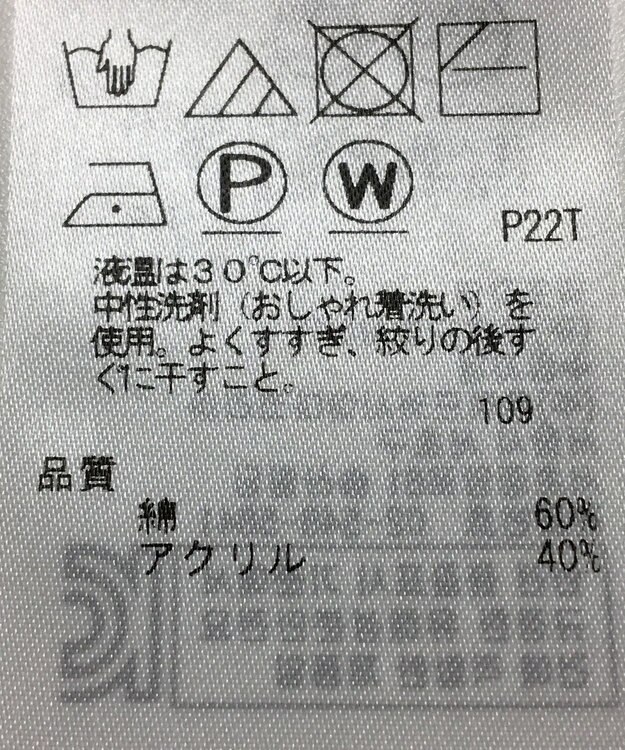 P W
P22T
液温は30℃以下。
中性洗剤（おしゃれ着洗い）を
使用。よくすすぎ、絞りの後す
ぐに干すこと。
109
品質
綿 60%
アクリル 40%